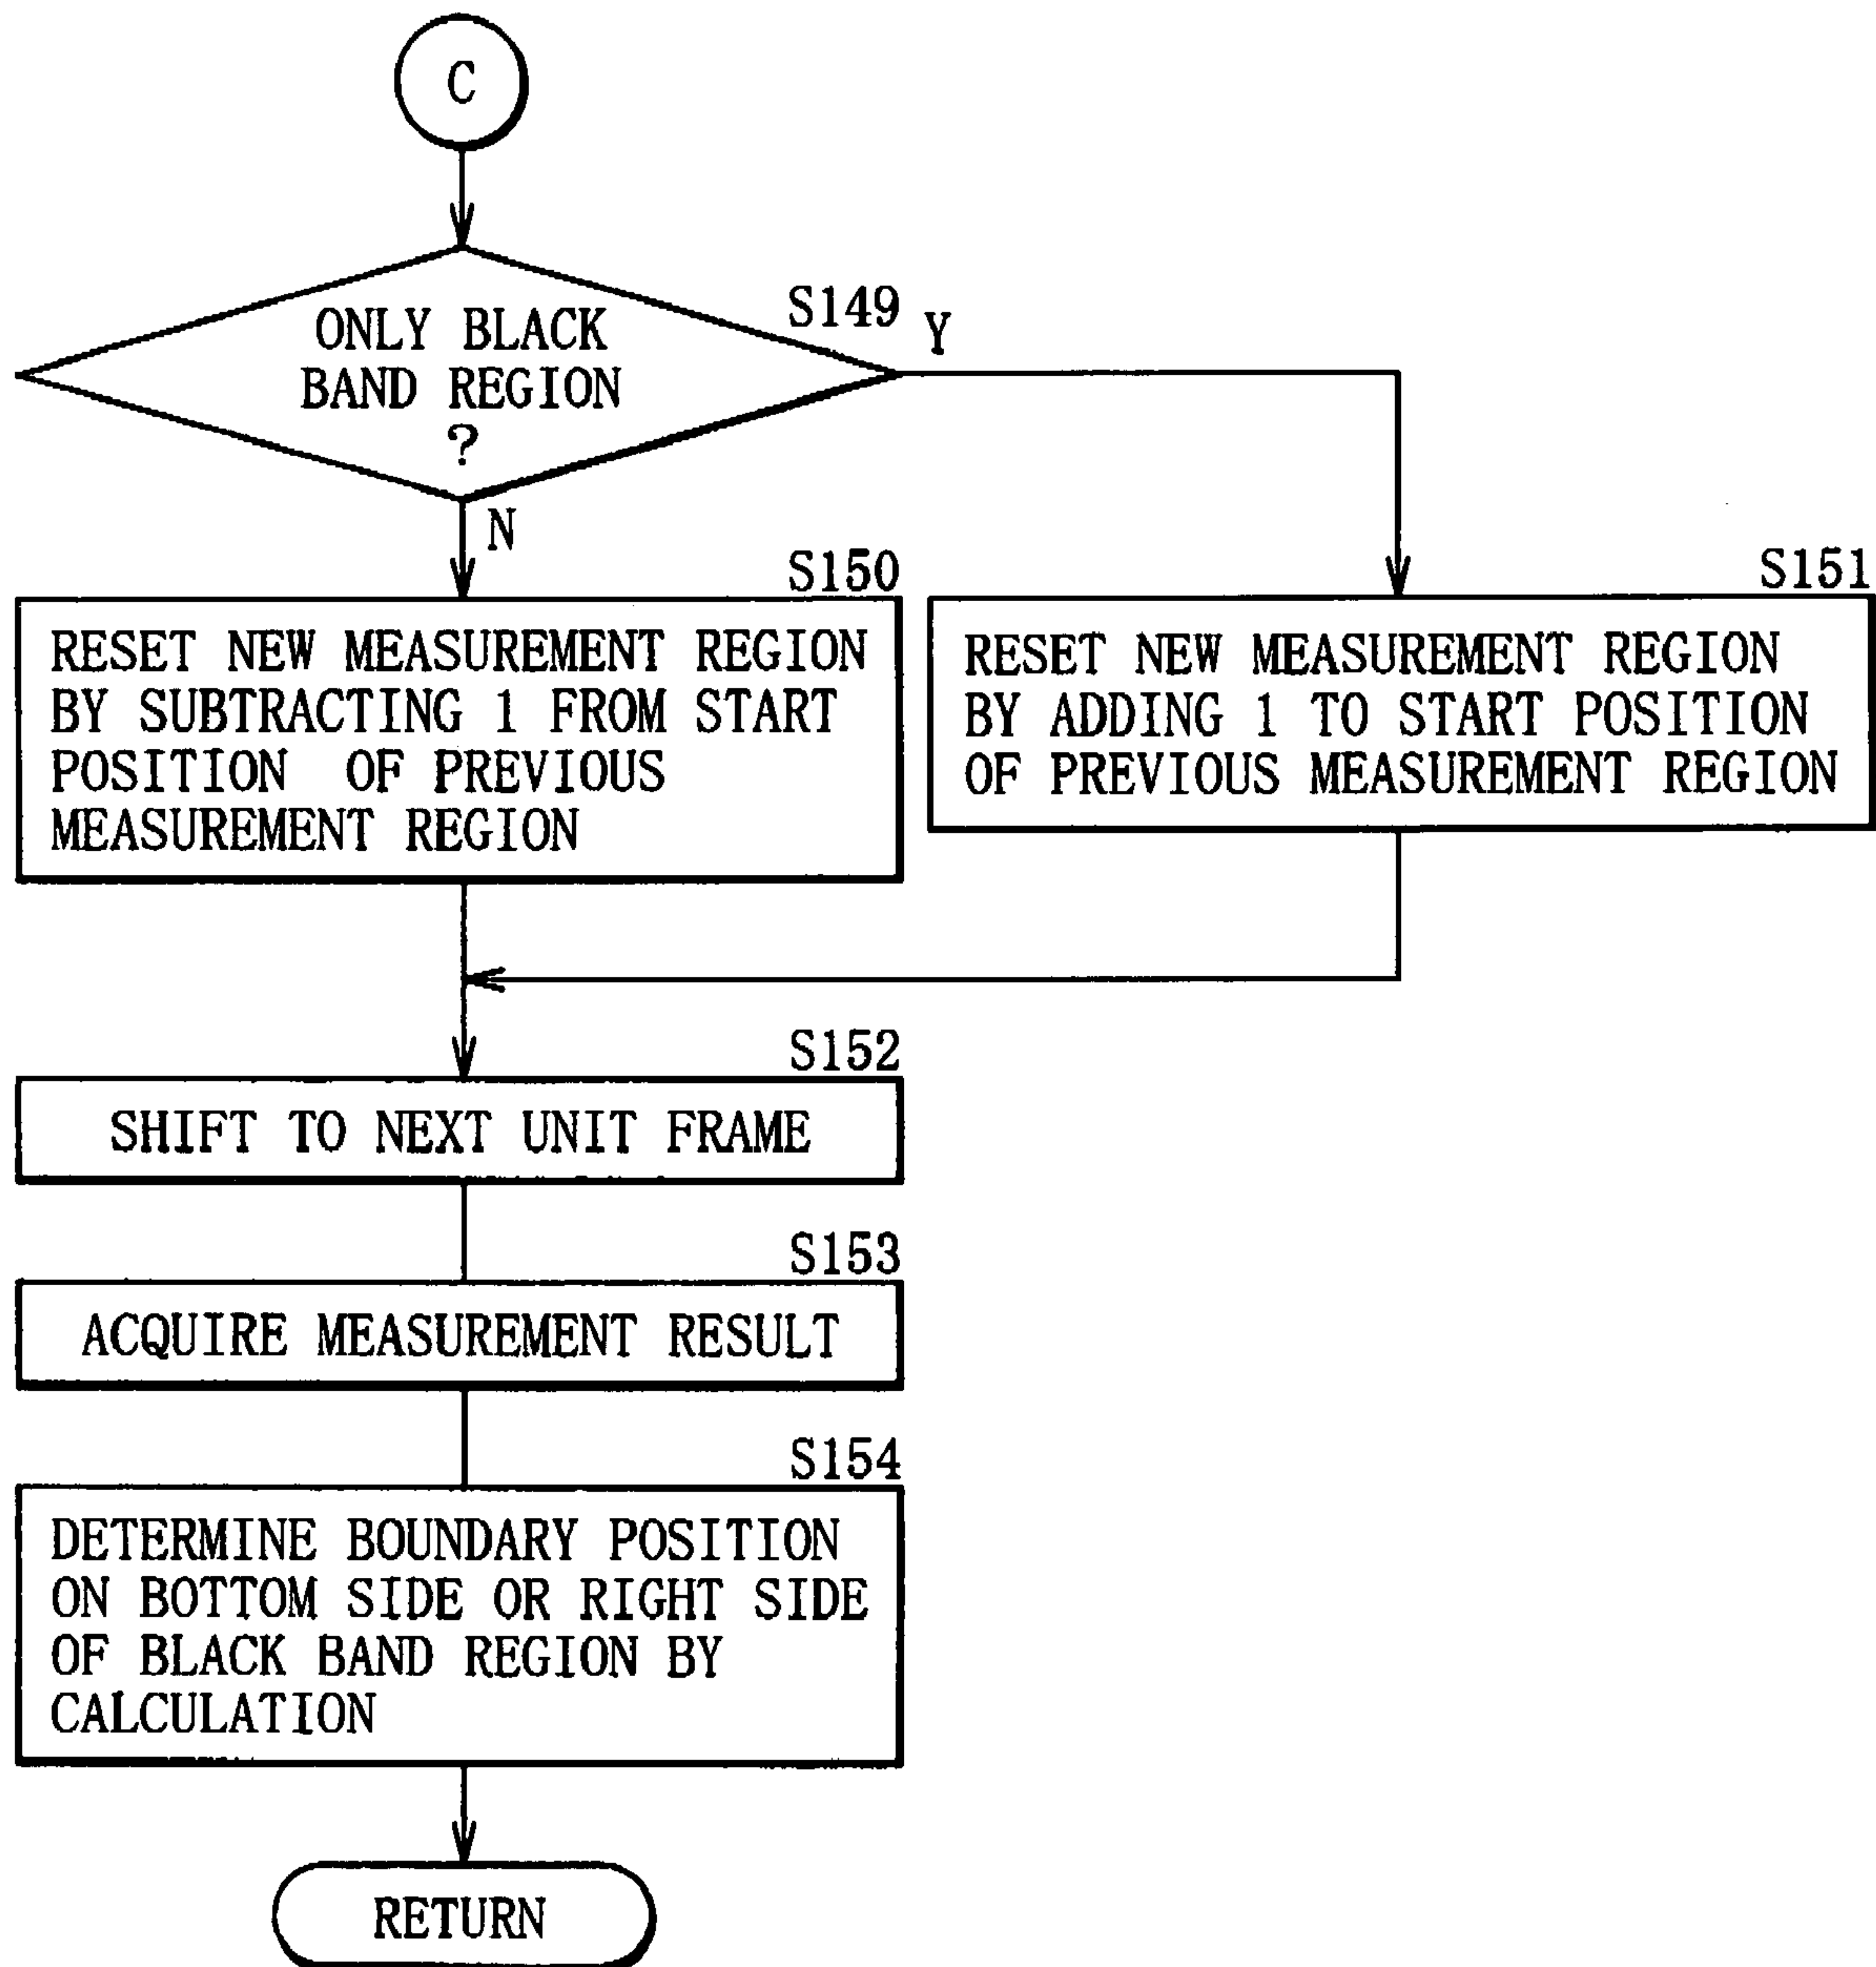 C
ONLY BLACK
BAND REGION
?
S149
Y
N
S150
RESET NEW MEASUREMENT REGION
BY SUBTRACTING 1 FROM START
POSITION OF PREVIOUS
MEASUREMENT REGION
S151
RESET NEW MEASUREMENT REGION
BY ADDING 1 TO START POSITION
OF PREVIOUS MEASUREMENT REGION
S152
SHIFT TO NEXT UNIT FRAME
S153
ACQUIRE MEASUREMENT RESULT
S154
DETERMINE BOUNDARY POSITION
ON BOTTOM SIDE OR RIGHT SIDE
OF BLACK BAND REGION BY
CALCULATION
RETURN